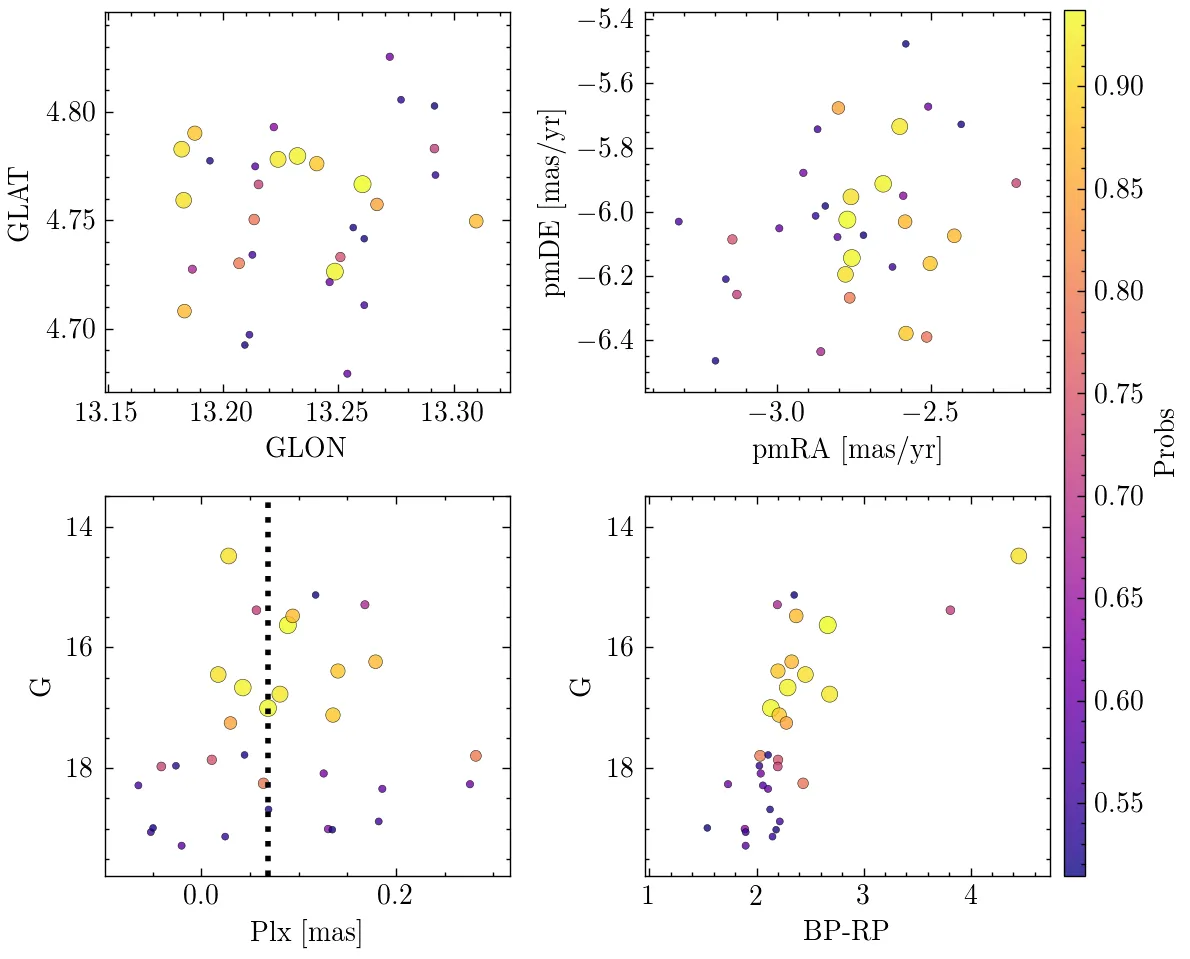 4.80
4.75
4.70
GLAT
13.15 13.20 13.25 13.30
GLON
−5.4
−5.6
−5.8
−6.0
−6.2
−6.4
pmDE [mas/yr]
−3.0 −2.5
pmRA [mas/yr]
14
16
18
G
0.0 0.2
Plx [mas]
14
16
18
G
1 2 3 4
BP-RP
0.90
0.85
0.80
0.75
0.70
0.65
0.60
0.55
Probs